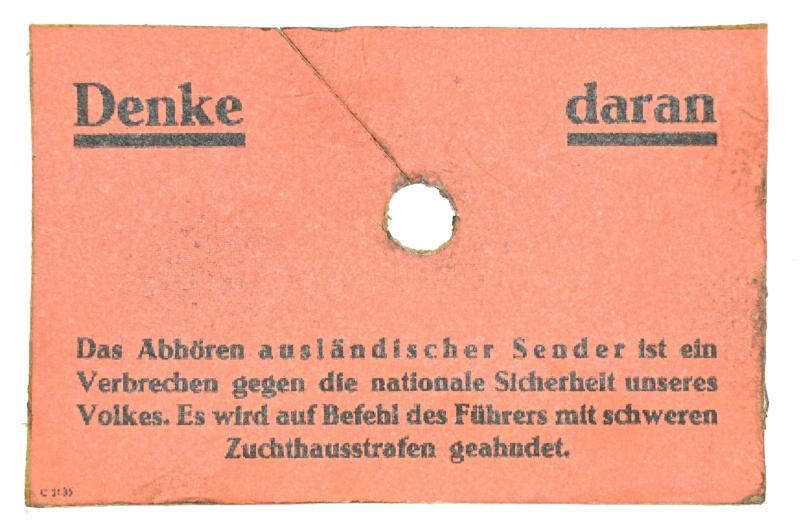 Denke daran
Das Abhören ausländischer Sender ist ein
Verbrechen gegen die nationale Sicherheit unseres
Volkes. Es wird auf Befehl des Führers mit schweren
Zuchthausstrafen geahndet.